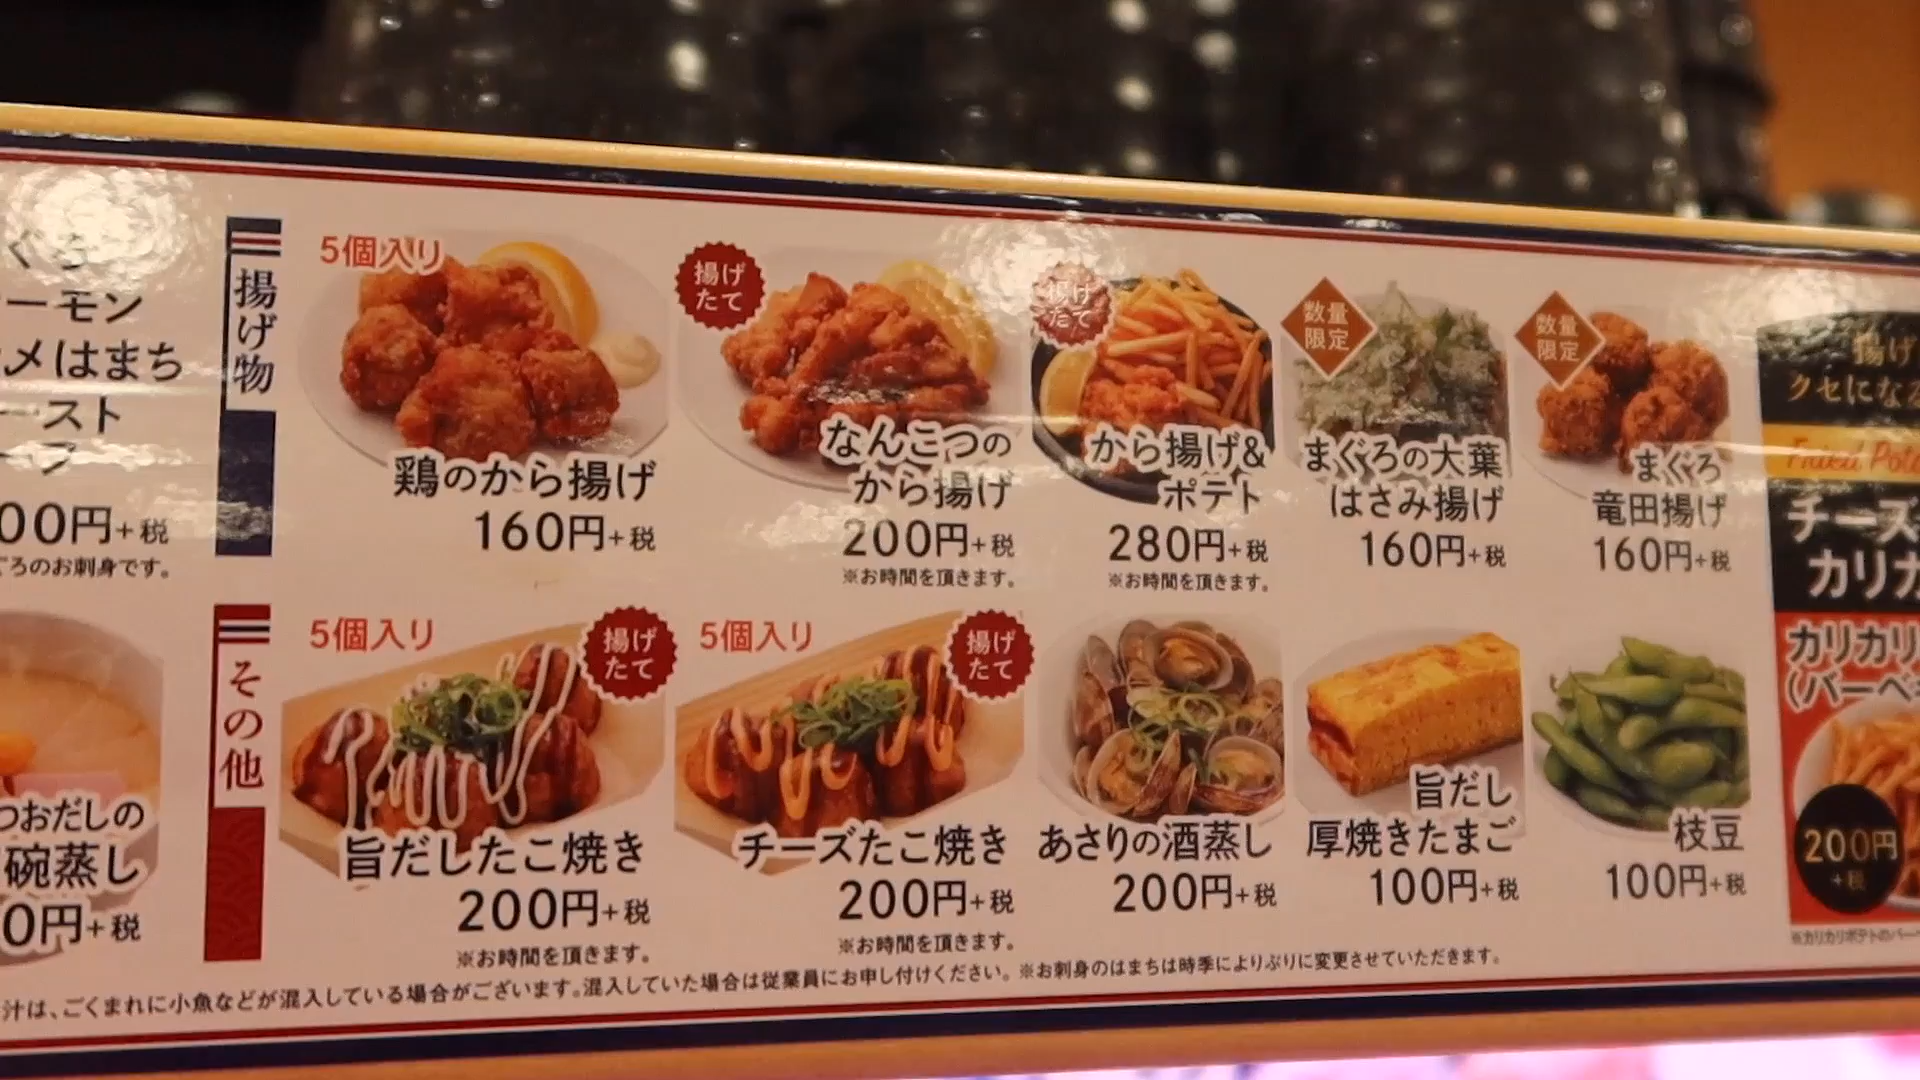 ーモン
はまち
ースト
00円+税
ろのお刺身です。
つおだしの
碗蒸し
0円+税
揚げ物
5個入り
鶏のから揚げ
160円+税
揚げたて
なんこつの
から揚げ
200円+税
※お時間を頂きます。
揚げたて
から揚げ&
ポテト
280円+税
※お時間を頂きます。
数量限定
まぐろの大葉
はさみ揚げ
160円+税
数量限定
まぐろ
竜田揚げ
160円+税
その他
5個入り
揚げたて
旨だしたこ焼き
200円+税
※お時間を頂きます。
5個入り
揚げたて
チーズたこ焼き
200円+税
※お時間を頂きます。
あさりの酒蒸し
200円+税
旨だし
厚焼きたまご
100円+税
枝豆
100円+税
揚げ
クセになる
Fried
チーズ
カリカ
カリカリ
(バーベ
200円
+税
※カリカリポテトのバー
汁は、ごくまれに小魚などが混入している場合がございます。混入していた場合は従業員にお申し付けください。※お刺身のはまちは時季によりぶりに変更させていただきます。